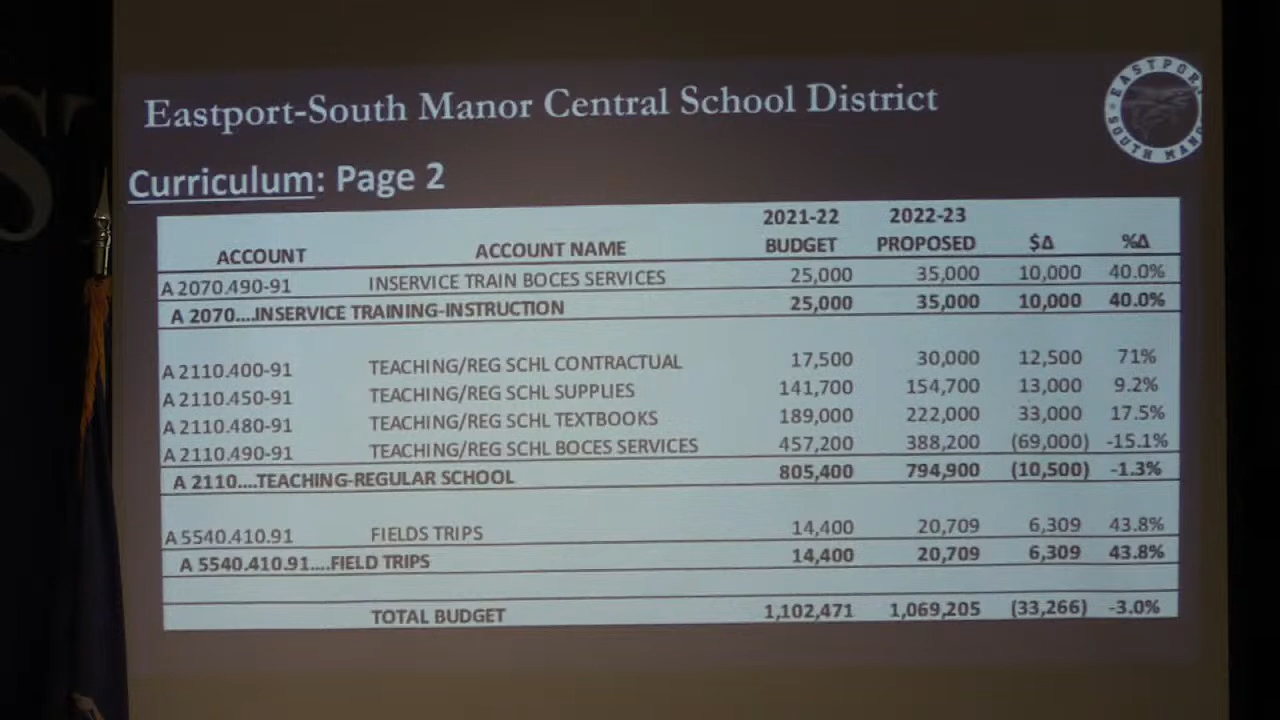 S
Eastport-South Manor Central School District
EASTPORT
SOUTH MANO
Curriculum: Page 2
ACCOUNT ACCOUNT NAME 2021-22 BUDGET 2022-23 PROPOSED $Δ %Δ
A 2070.490-91 INSERVICE TRAIN BOCES SERVICES 25,000 35,000 10,000 40.0%
A 2070....INSERVICE TRAINING-INSTRUCTION 25,000 35,000 10,000 40.0%
A 2110.400-91 TEACHING/REG SCHL CONTRACTUAL 17,500 30,000 12,500 71%
A 2110.450-91 TEACHING/REG SCHL SUPPLIES 141,700 154,700 13,000 9.2%
A 2110.480-91 TEACHING/REG SCHL TEXTBOOKS 189,000 222,000 33,000 17.5%
A 2110.490-91 TEACHING/REG SCHL BOCES SERVICES 457,200 388,200 (69,000) -15.1%
A 2110....TEACHING-REGULAR SCHOOL 805,400 794,900 (10,500) -1.3%
A 5540.410.91 FIELDS TRIPS 14,400 20,709 6,309 43.8%
A 5540.410.91....FIELD TRIPS 14,400 20,709 6,309 43.8%
TOTAL BUDGET 1,102,471 1,069,205 (33,266) -3.0%